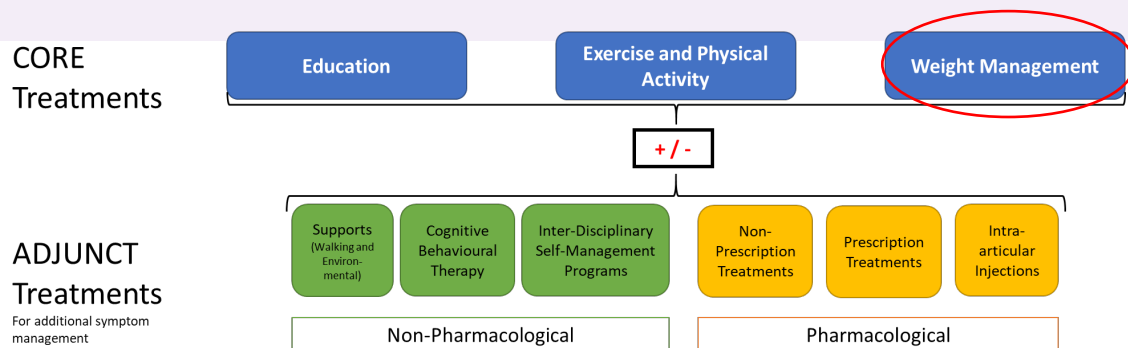 CORE
Treatments
Education
Exercise and Physical
Activity
Weight Management
+ / -
ADJUNCT
Treatments
For additional symptom
management
Supports
(Walking and
Environ-
mental)
Cognitive
Behavioural
Therapy
Inter-Disciplinary
Self-Management
Programs
Non-
Prescription
Treatments
Prescription
Treatments
Intra-
articular
Injections
Non-Pharmacological
Pharmacological